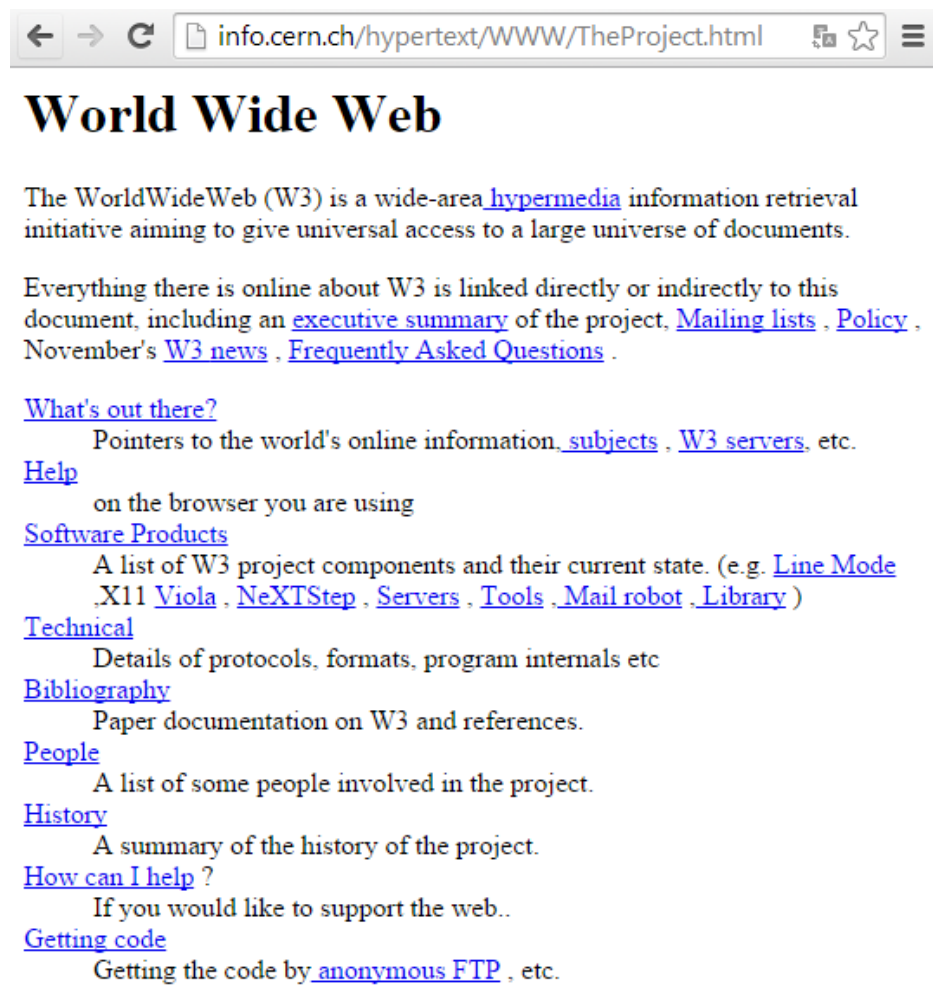 info.cern.ch/hypertext/WWW/TheProject.html
World Wide Web
The WorldWideWeb (W3) is a wide-area hypermedia information retrieval
initiative aiming to give universal access to a large universe of documents.
Everything there is online about W3 is linked directly or indirectly to this
document, including an executive summary of the project, Mailing lists , Policy ,
November's W3 news , Frequently Asked Questions .
What's out there?
Pointers to the world's online information, subjects , W3 servers, etc.
Help
on the browser you are using
Software Products
A list of W3 project components and their current state. (e.g. Line Mode
,X11 Viola , NeXTStep , Servers , Tools , Mail robot , Library )
Technical
Details of protocols, formats, program internals etc
Bibliography
Paper documentation on W3 and references.
People
A list of some people involved in the project.
History
A summary of the history of the project.
How can I help ?
If you would like to support the web..
Getting code
Getting the code by anonymous FTP , etc.